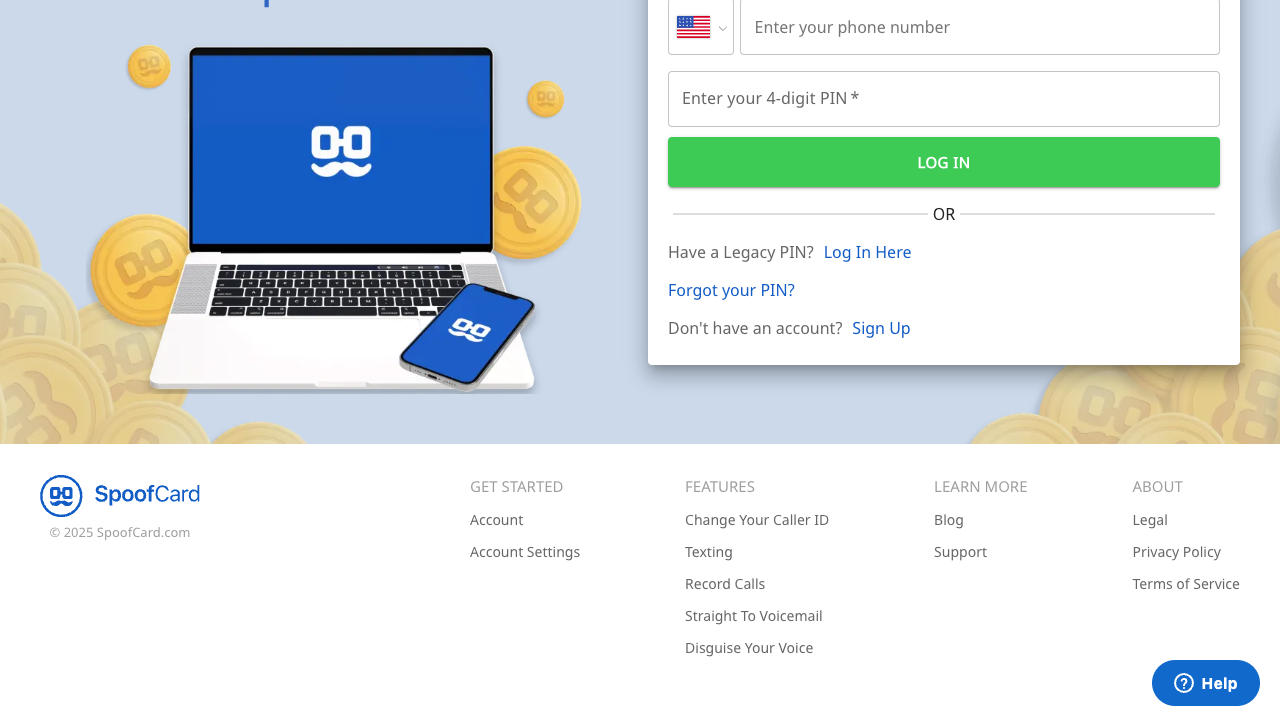 Enter your phone number
Enter your 4-digit PIN *
LOG IN
OR
Have a Legacy PIN? Log In Here
Forgot your PIN?
Don't have an account? Sign Up
SpoofCard
© 2025 SpoofCard.com
GET STARTED
Account
Account Settings
FEATURES
Change Your Caller ID
Texting
Record Calls
Straight To Voicemail
Disguise Your Voice
LEARN MORE
Blog
Support
ABOUT
Legal
Privacy Policy
Terms of Service
Help